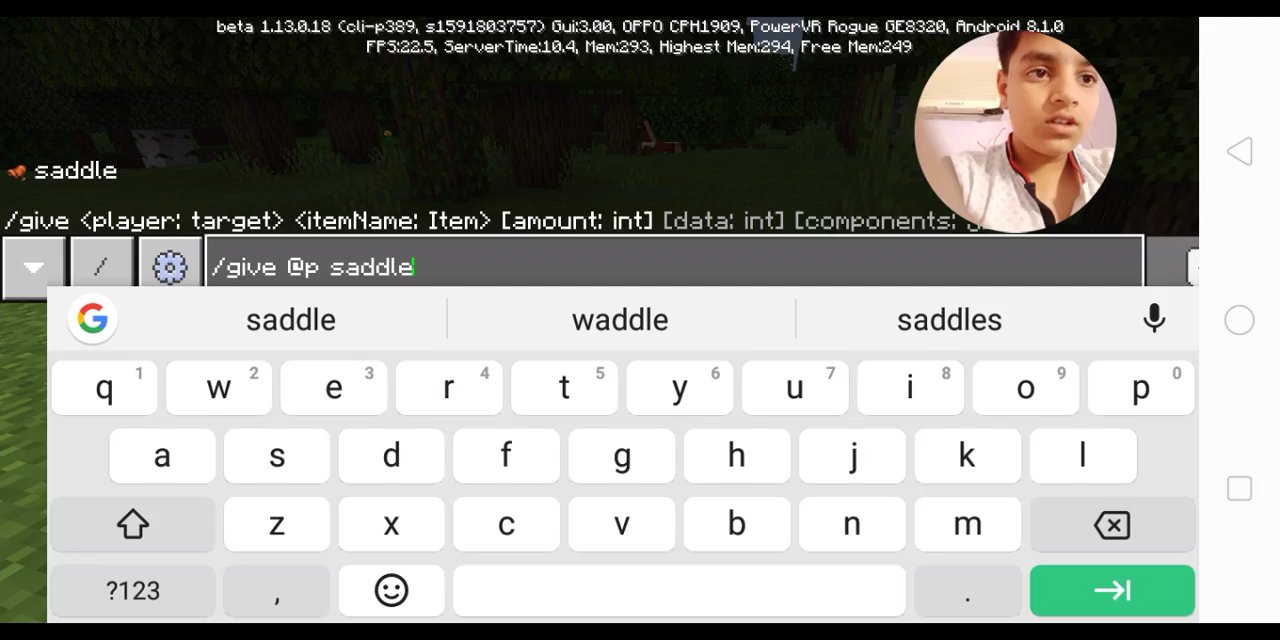 beta 1.13.0.18 (cli-p389, s1591803757) Gui:3.00, OPPO CPH1909, PowerVR Rogue GE8320, Android 8.1.0
FPS:22.5, ServerTime:10.4, Mem:293, Highest Mem:294, Free Mem:249
saddle
/give <player: target> <itemName: Item> [amount: int] [data: int] [components:
/
/give @p saddle
G saddle waddle saddles
q 1 w 2 e 3 r 4 t 5 y 6 u 7 i 8 o 9 p 0
a s d f g h j k l
z x c v b n m
?123 , .